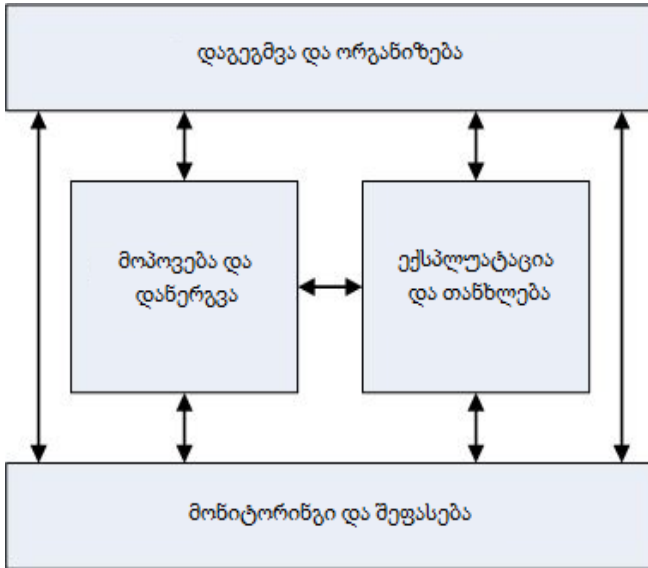 დაგეგმვა და ორგანიზება
მოპოვება და
დანერგვა
ექსპლუატაცია
და თანხლება
მონიტორინგი და შეფასება